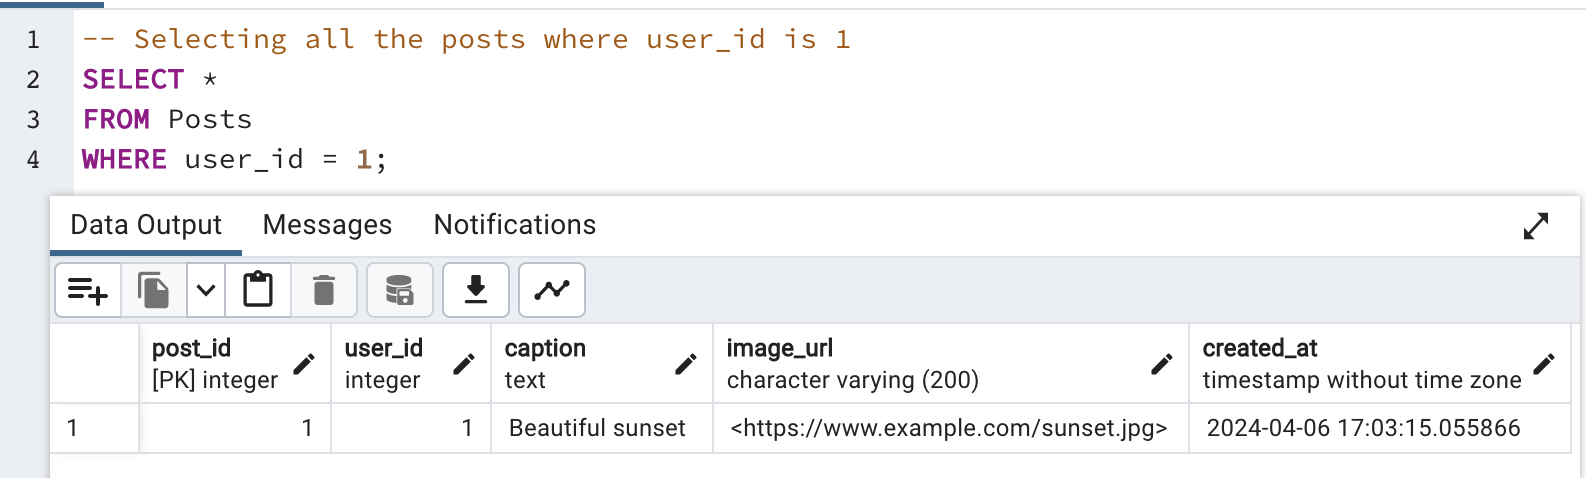 1 -- Selecting all the posts where user_id is 1
2 SELECT *
3 FROM Posts
4 WHERE user_id = 1;
Data Output Messages Notifications
post_id user_id caption image_url created_at
[PK] integer integer text character varying (200) timestamp without time zone
1 1 1 Beautiful sunset <https://www.example.com/sunset.jpg> 2024-04-06 17:03:15.055866